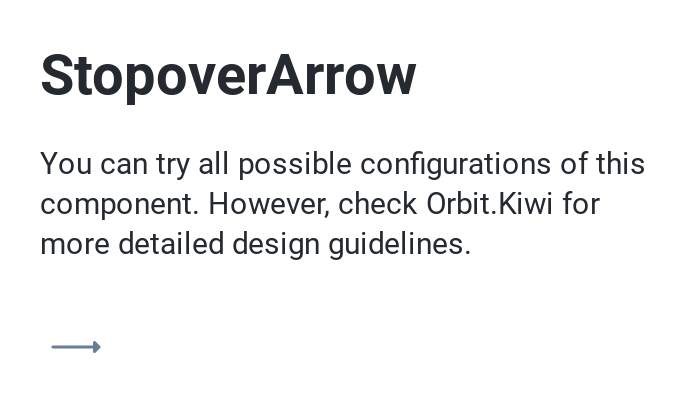 StopoverArrow
You can try all possible configurations of this
component. However, check Orbit.Kiwi for
more detailed design guidelines.